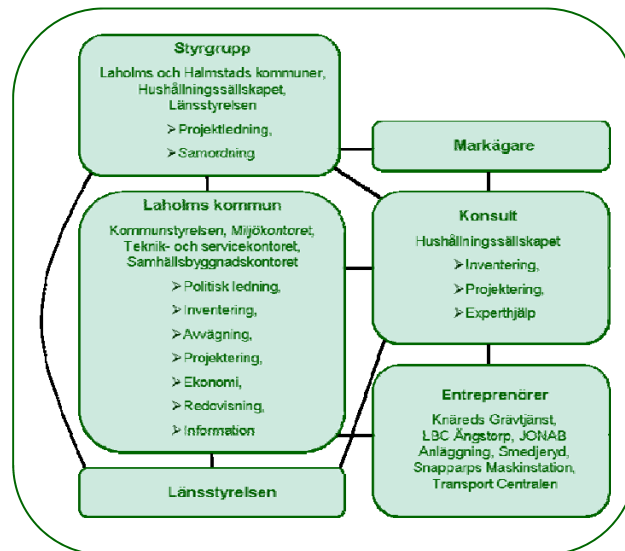 Styrgrupp
Laholms och Halmstads kommuner,
Hushållningssällskapet,
Länsstyrelsen
➢Projektledning,
➢Samordning
Markägare
Laholms kommun
Kommunstyrelsen, Miljökontoret,
Teknik- och servicekontoret,
Samhällsbyggnadskontoret
➢Politisk ledning,
➢Inventering,
➢Avvägning,
➢Projektering,
➢Ekonomi,
➢Redovisning,
➢Information
Konsult
Hushållningssällskapet
➢Inventering,
➢Projektering,
➢Experthjälp
Entreprenörer
Knäreds Grävtjänst,
LBC Ängstorp, JONAB
Anläggning, Smedjeryd,
Snapparps Maskinstation,
Transport Centralen
Länsstyrelsen